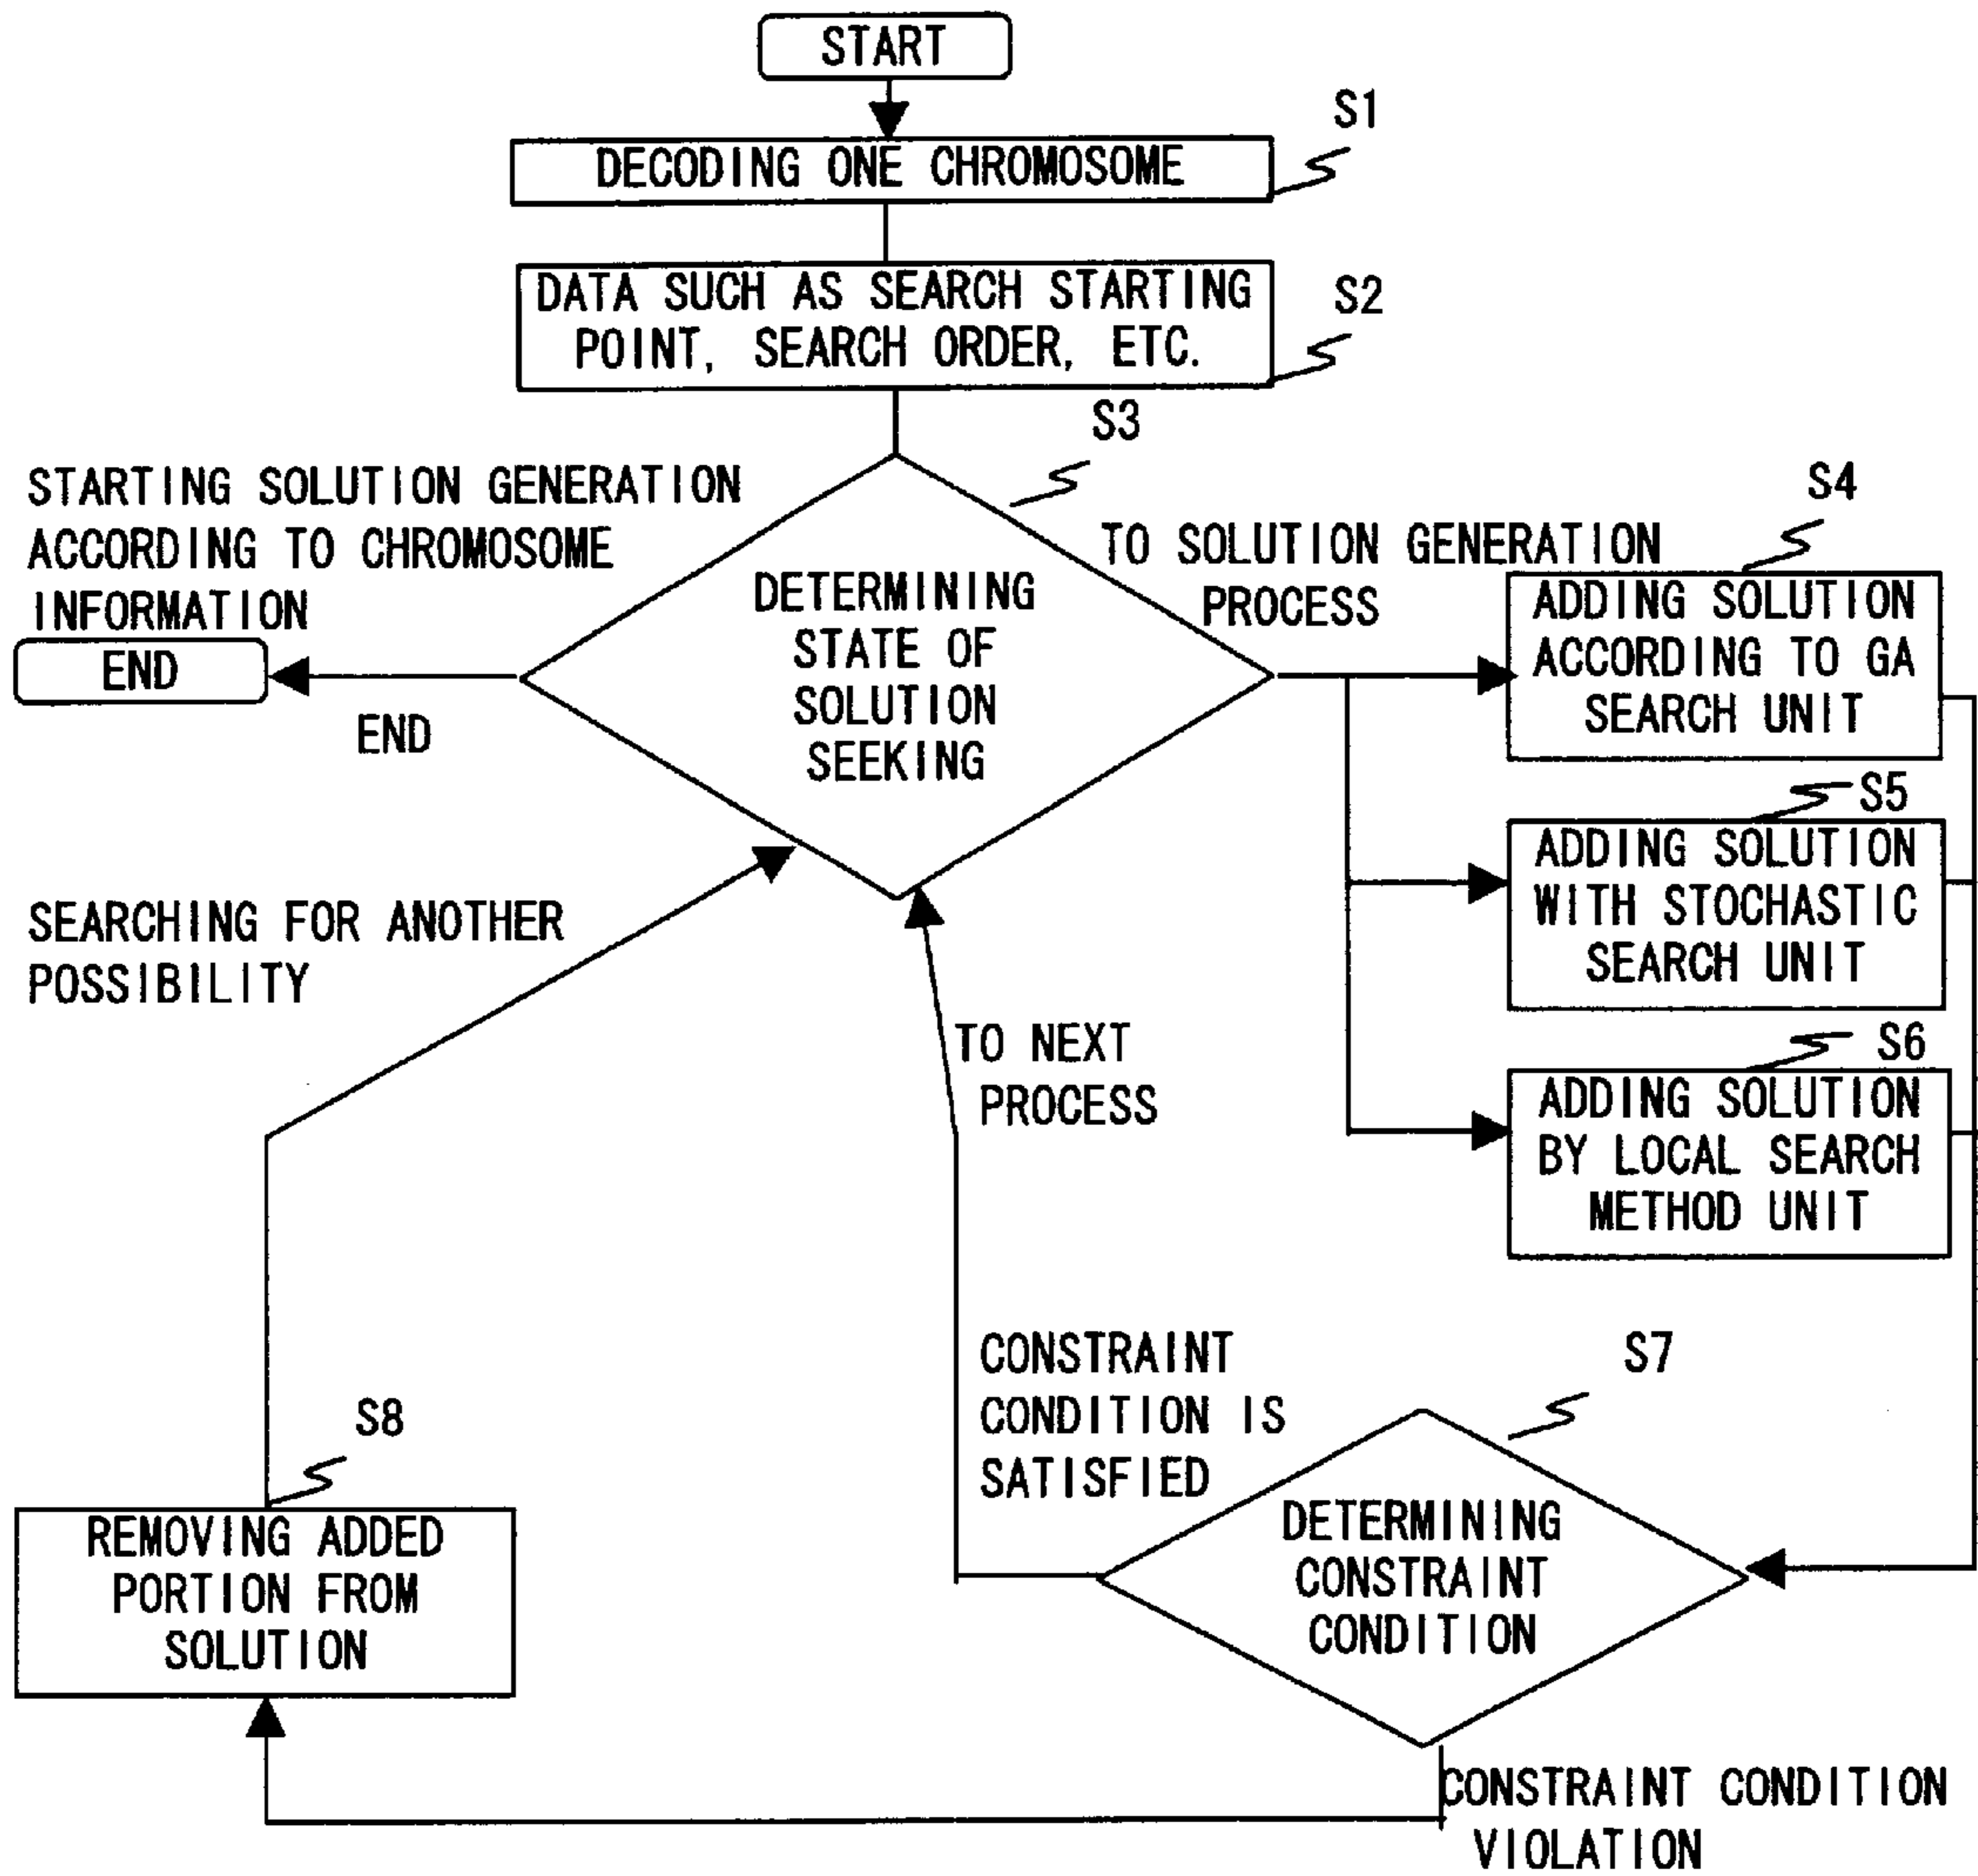 START
S1
DECODING ONE CHROMOSOME
S2
DATA SUCH AS SEARCH STARTING
POINT, SEARCH ORDER, ETC.
S3
STARTING SOLUTION GENERATION
ACCORDING TO CHROMOSOME
INFORMATION
END
END
DETERMINING
STATE OF
SOLUTION
SEEKING
TO SOLUTION GENERATION
PROCESS
S4
ADDING SOLUTION
ACCORDING TO GA
SEARCH UNIT
S5
ADDING SOLUTION
WITH STOCHASTIC
SEARCH UNIT
S6
ADDING SOLUTION
BY LOCAL SEARCH
METHOD UNIT
SEARCHING FOR ANOTHER
POSSIBILITY
TO NEXT
PROCESS
CONSTRAINT
CONDITION IS
SATISFIED
S7
DETERMINING
CONSTRAINT
CONDITION
S8
REMOVING ADDED
PORTION FROM
SOLUTION
CONSTRAINT CONDITION
VIOLATION